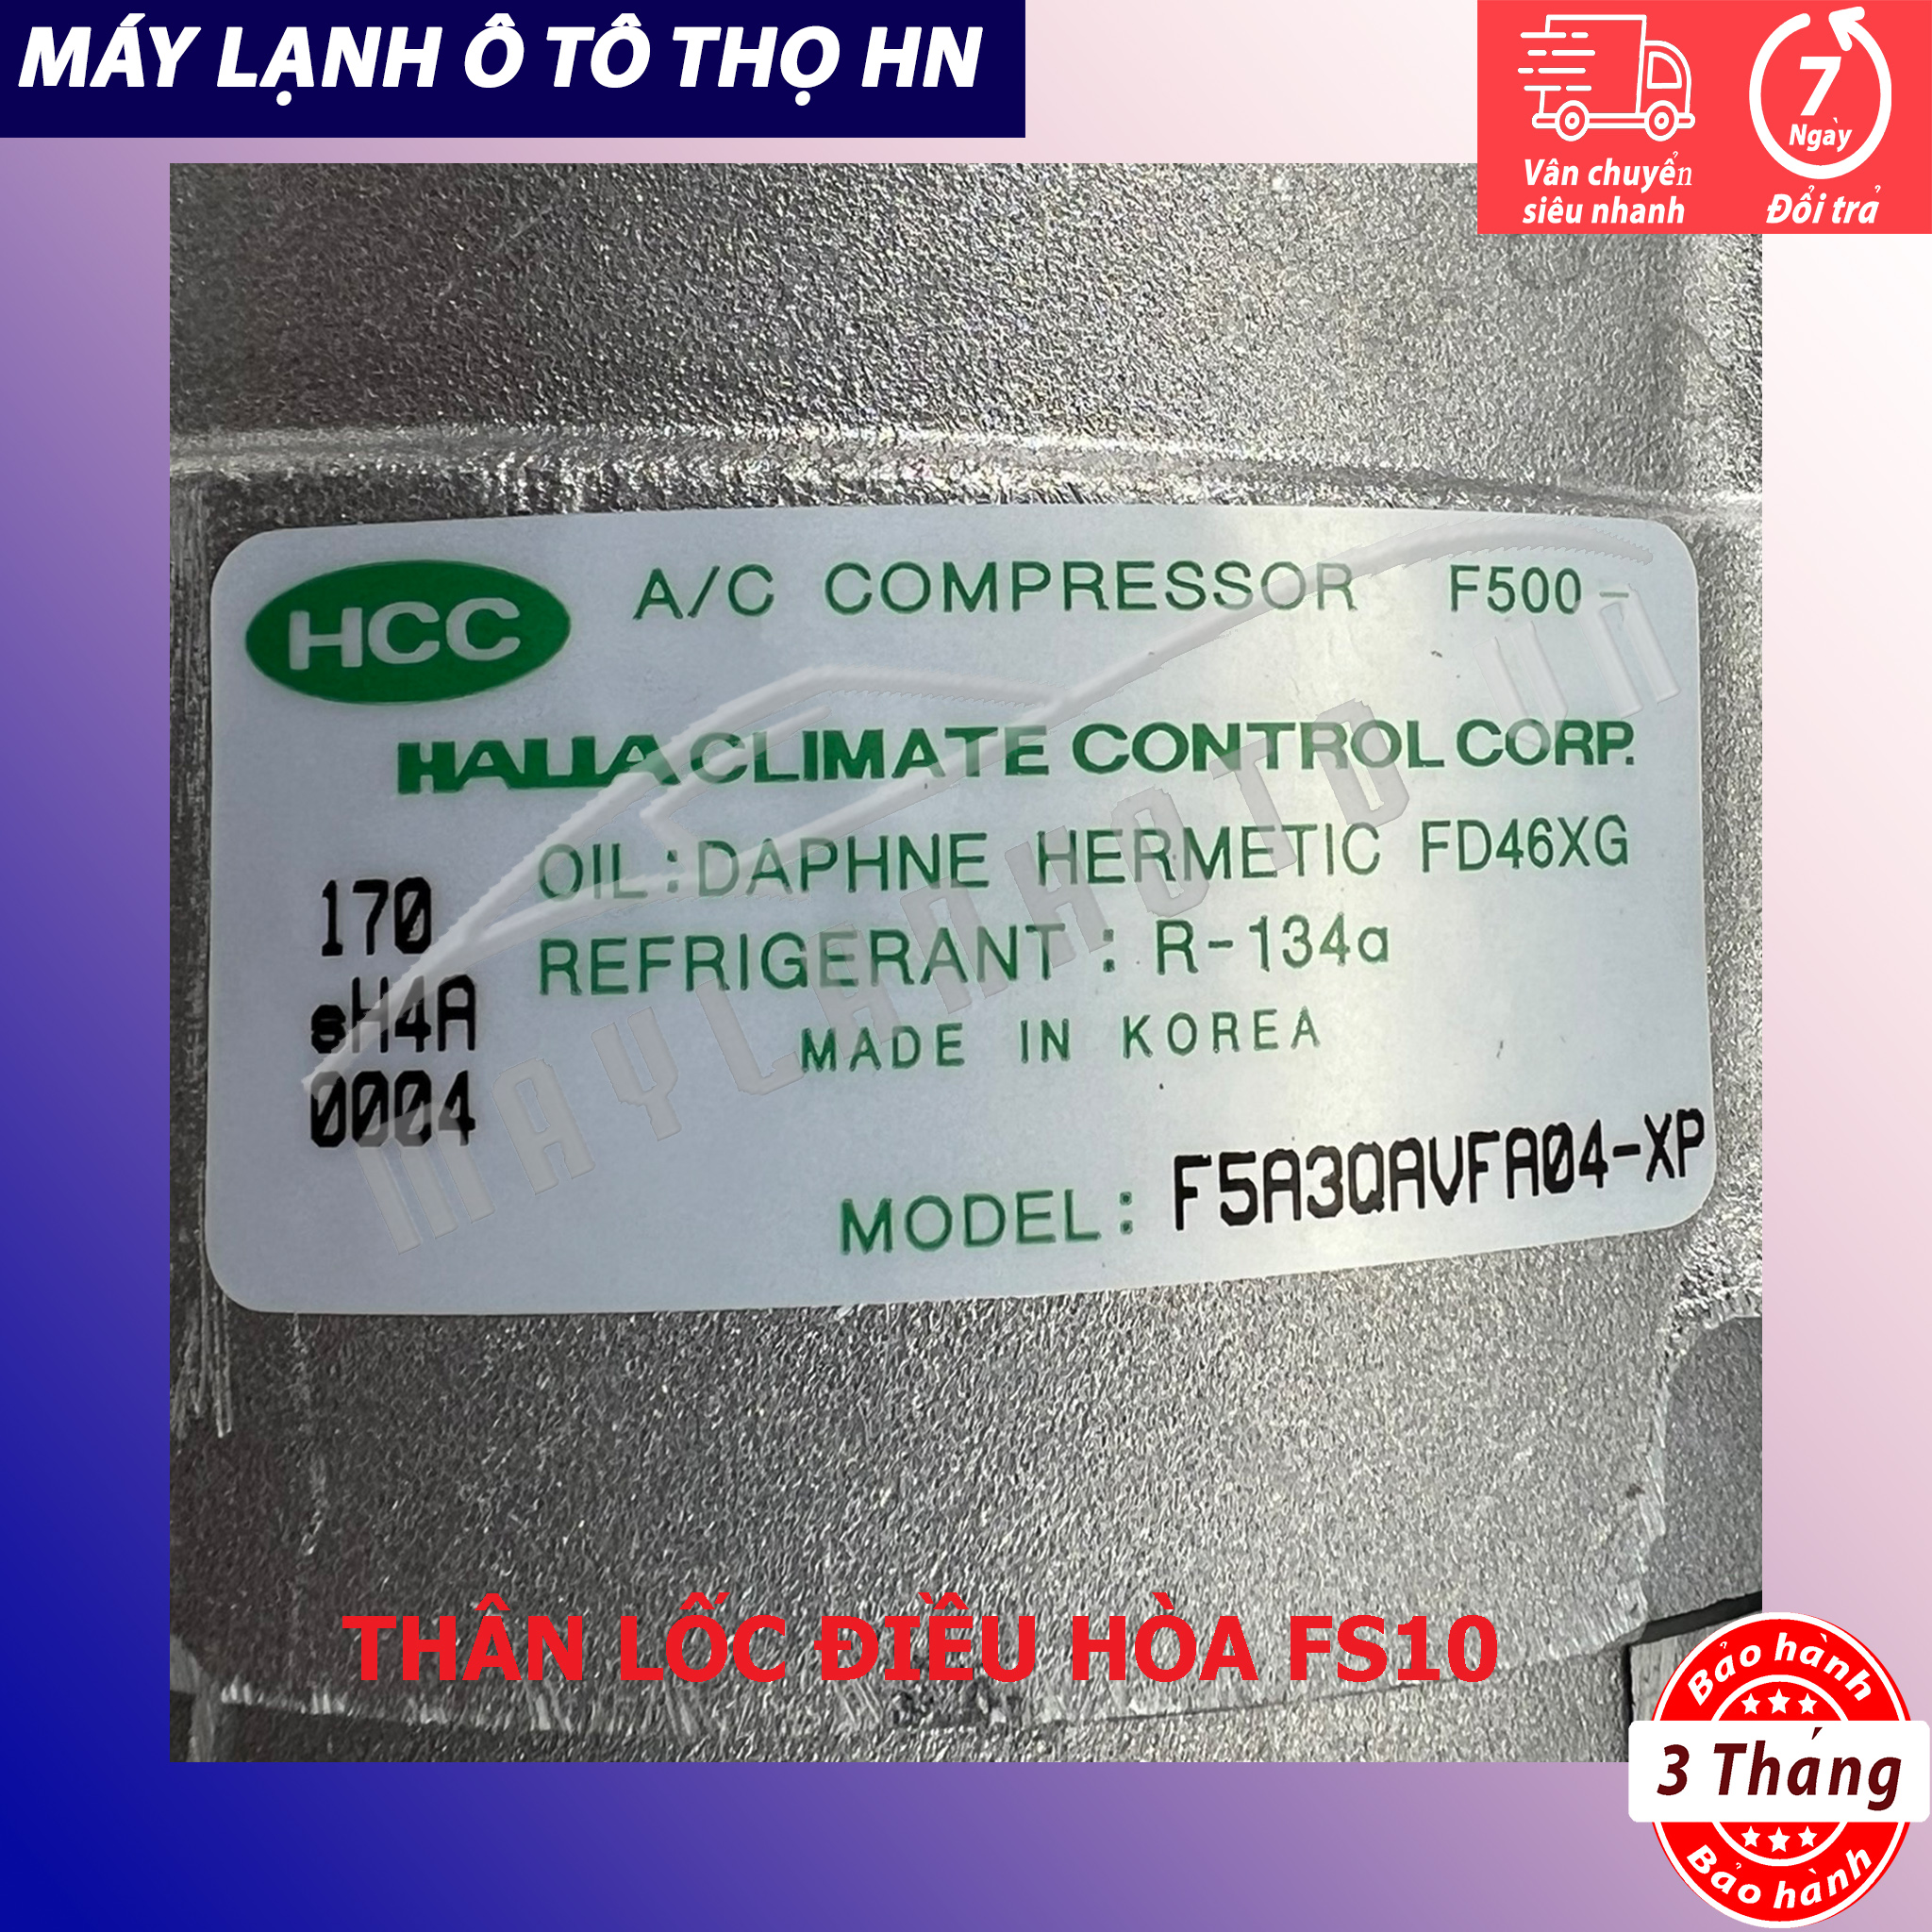 MÁY LẠNH Ô TÔ THỌ HN
Vân chuyển
siêu nhanh
7
Ngày
Đổi trả
HCC
A/C COMPRESSOR F500-
HALLA CLIMATE CONTROL CORP.
OIL:DAPHNE HERMETIC FD46XG
REFRIGERANT : R-134a
MADE IN KOREA
170
sH4A
0004
MODEL: F5A3QAVFA04-XP
MAYLANHOTO VN
THÂN LỐC ĐIỀU HÒA FS10
Bảo hành
3 Tháng
Bảo hành